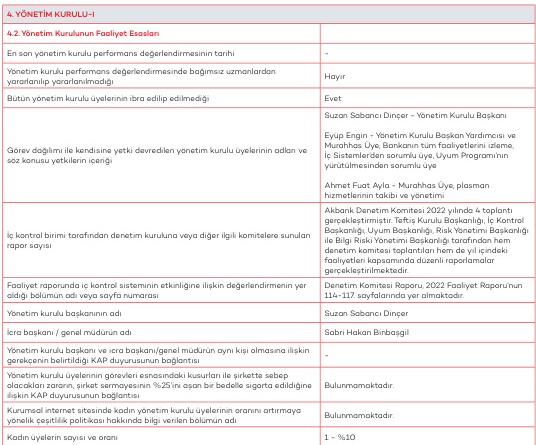 4. YÖNETİM KURULU-I
4.2. Yönetim Kurulunun Faaliyet Esasları
En son yönetim kurulu performans değerlendirmesinin tarihi
-
Yönetim kurulu performans değerlendirmesinde bağımsız uzmanlardan
yararlanılıp yararlanılmadığı
Hayır
Bütün yönetim kurulu üyelerinin ibra edilip edilmediği
Evet
Görev dağılımı ile kendisine yetki devredilen yönetim kurulu üyelerinin adları ve
söz konusu yetkilerin içeriği
Suzan Sabancı Dinçer - Yönetim Kurulu Başkanı
Eyüp Engin - Yönetim Kurulu Başkan Yardımcısı ve
Murahhas Üye, Bankanın tüm faaliyetlerini izleme,
İç Sistemler'den sorumlu üye, Uyum Programı'nın
yürütülmesinden sorumlu üye
Ahmet Fuat Ayla - Murahhas Üye, plasman
hizmetlerinin takibi ve yönetimi
İç kontrol birimi tarafından denetim kuruluna veya diğer ilgili komitelere sunulan
rapor sayısı
Akbank Denetim Komitesi 2022 yılında 4 toplantı
gerçekleştirmiştir. Teftiş Kurulu Başkanlığı, İç Kontrol
Başkanlığı, Uyum Başkanlığı, Risk Yönetimi Başkanlığı
ile Bilgi Riski Yönetimi Başkanlığı tarafından hem
denetim komitesi toplantıları hem de yıl içindeki
faaliyetleri kapsamında düzenli raporlamalar
gerçekleştirilmektedir.
Faaliyet raporunda iç kontrol sisteminin etkinliğine ilişkin değerlendirmenin yer
aldığı bölümün adı veya sayfa numarası
Denetim Komitesi Raporu, 2022 Faaliyet Raporu'nun
114-117. sayfalarında yer almaktadır.
Yönetim kurulu başkanının adı
Suzan Sabancı Dinçer
İcra başkanı / genel müdürün adı
Sabri Hakan Binbaşgil
Yönetim kurulu başkanı ve icra başkanı/genel müdürün aynı kişi olmasına ilişkin
gerekçenin belirtildiği KAP duyurusunun bağlantısı
-
Yönetim kurulu üyelerinin görevleri esnasındaki kusurları ile şirkette sebep
olacakları zararın, şirket sermayesinin %25'ini aşan bir bedelle sigorta edildiğine
ilişkin KAP duyurusunun bağlantısı
Bulunmamaktadır.
Kurumsal internet sitesinde kadın yönetim kurulu üyelerinin oranını artırmaya
yönelik çeşitlilik politikası hakkında bilgi verilen bölümün adı
Bulunmamaktadır.
Kadın üyelerin sayısı ve oranı
1 - %10